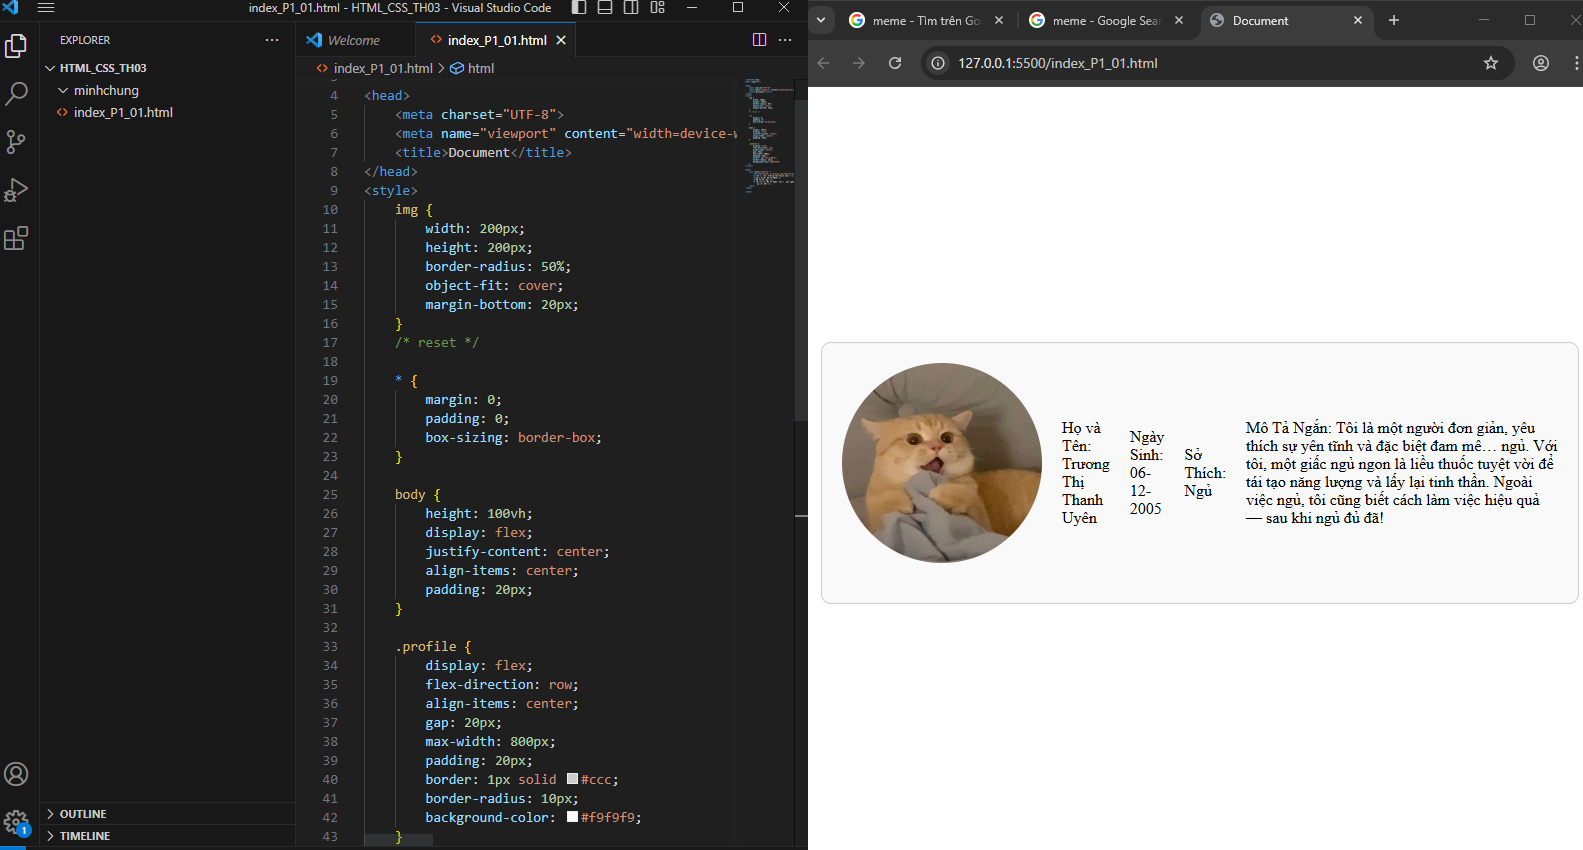 index_P1_01.html - HTML_CSS_TH03 - Visual Studio Code
EXPLORER
HTML_CSS_TH03
minhchung
index_P1_01.html
OUTLINE
TIMELINE
1
Welcome
index_P1_01.html
index_P1_01.html > html
4 <head>
5 <meta charset="UTF-8">
6 <meta name="viewport" content="width=device-w
7 <title>Document</title>
8 </head>
9 <style>
10 img {
11 width: 200px;
12 height: 200px;
13 border-radius: 50%;
14 object-fit: cover;
15 margin-bottom: 20px;
16 }
17 /* reset */
18
19 * {
20 margin: 0;
21 padding: 0;
22 box-sizing: border-box;
23 }
24
25 body {
26 height: 100vh;
27 display: flex;
28 justify-content: center;
29 align-items: center;
30 padding: 20px;
31 }
32
33 .profile {
34 display: flex;
35 flex-direction: row;
36 align-items: center;
37 gap: 20px;
38 max-width: 800px;
39 padding: 20px;
40 border: 1px solid #ccc;
41 border-radius: 10px;
42 background-color: #f9f9f9;
43 }
meme - Tìm trên Go
meme - Google Sear
Document
127.0.0.1:5500/index_P1_01.html
Họ và
Tên:
Trương
Thị
Thanh
Uyên
Ngày
Sinh:
06-
12-
2005
Sở
Thích:
Ngủ
Mô Tả Ngắn: Tôi là một người đơn giản, yêu
thích sự yên tĩnh và đặc biệt đam mê… ngủ. Với
tôi, một giấc ngủ ngon là liều thuốc tuyệt vời để
tái tạo năng lượng và lấy lại tinh thần. Ngoài
việc ngủ, tôi cũng biết cách làm việc hiệu quả
— sau khi ngủ đủ đã!